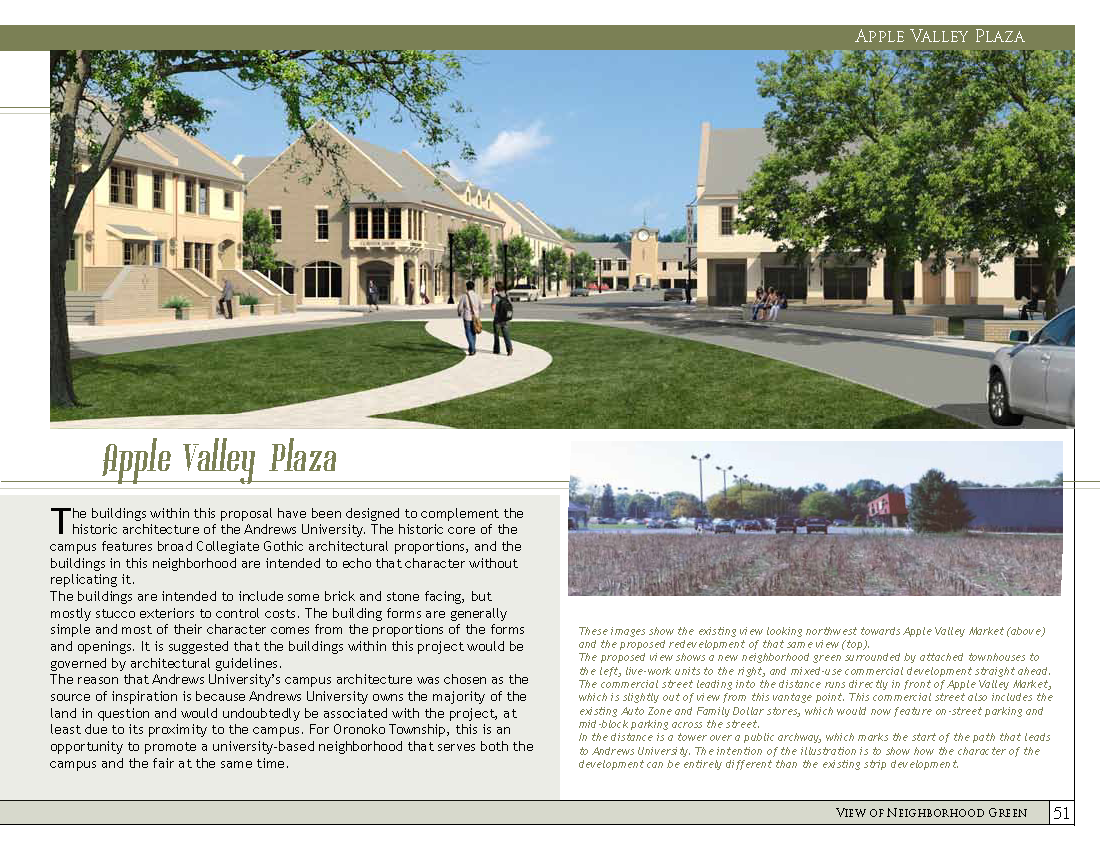 Apple Valley Plaza
Apple Valley Plaza
The buildings within this proposal have been designed to complement the
historic architecture of the Andrews University. The historic core of the
campus features broad Collegiate Gothic architectural proportions, and the
buildings in this neighborhood are intended to echo that character without
replicating it.
The buildings are intended to include some brick and stone facing, but
mostly stucco exteriors to control costs. The building forms are generally
simple and most of their character comes from the proportions of the forms
and openings. It is suggested that the buildings within this project would be
governed by architectural guidelines.
The reason that Andrews University's campus architecture was chosen as the
source of inspiration is because Andrews University owns the majority of the
land in question and would undoubtedly be associated with the project, at
least due to its proximity to the campus. For Oronoko Township, this is an
opportunity to promote a university-based neighborhood that serves both the
campus and the fair at the same time.
These images show the existing view looking northwest towards Apple Valley Market (above)
and the proposed redevelopment of that same view (top).
The proposed view shows a new neighborhood green surrounded by attached townhouses to
the left, live-work units to the right, and mixed-use commercial development straight ahead.
The commercial street leading into the distance runs directly in front of Apple Valley Market,
which is slightly out of view from this vantage point. This commercial street also includes the
existing Auto Zone and Family Dollar stores, which would now feature on-street parking and
mid-block parking across the street.
In the distance is a tower over a public archway, which marks the start of the path that leads
to Andrews University. The intention of the illustration is to show how the character of the
development can be entirely different than the existing strip development.
View of Neighborhood Green 51